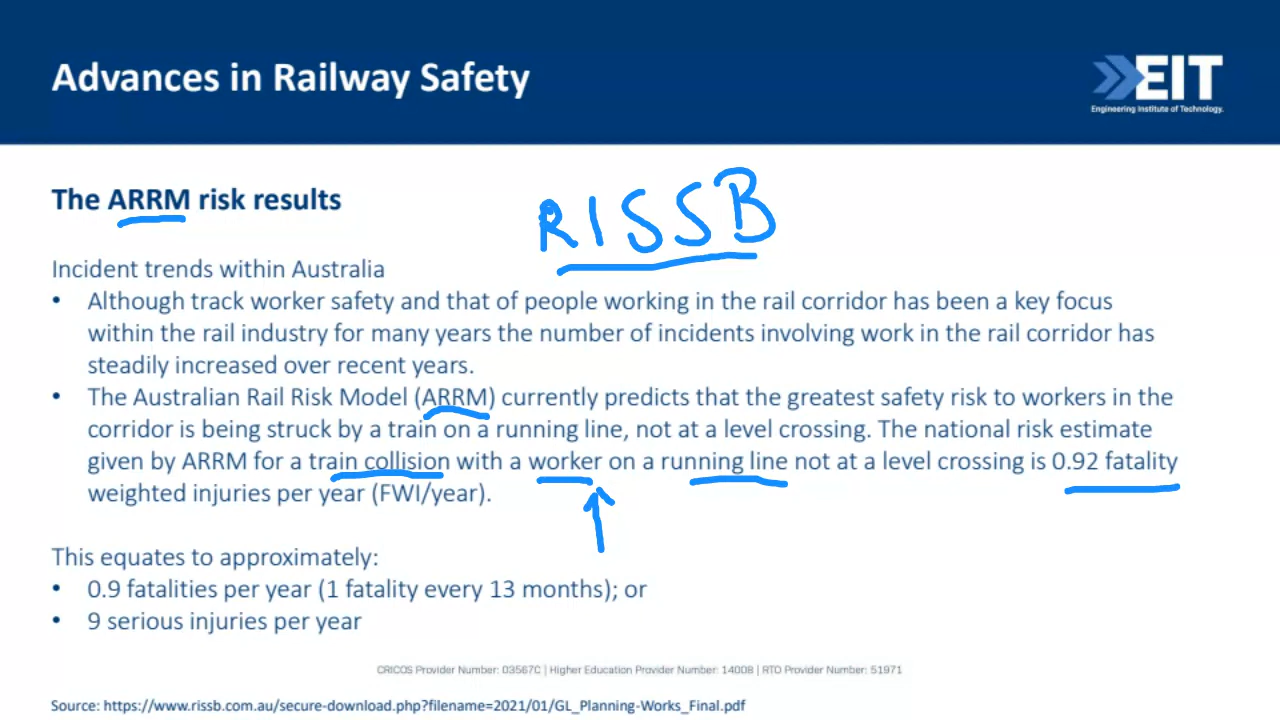 Advances in Railway Safety
EIT
Engineering Institute of Technology.
The ARRM risk results
RISSB
Incident trends within Australia
• Although track worker safety and that of people working in the rail corridor has been a key focus
within the rail industry for many years the number of incidents involving work in the rail corridor has
steadily increased over recent years.
• The Australian Rail Risk Model (ARRM) currently predicts that the greatest safety risk to workers in the
corridor is being struck by a train on a running line, not at a level crossing. The national risk estimate
given by ARRM for a train collision with a worker on a running line not at a level crossing is 0.92 fatality
weighted injuries per year (FWI/year).
This equates to approximately:
• 0.9 fatalities per year (1 fatality every 13 months); or
• 9 serious injuries per year
CRICOS Provider Number: 03567C | Higher Education Provider Number: 14008 | RTO Provider Number: 51971
Source: https://www.rissb.com.au/secure-download.php?filename=2021/01/GL_Planning-Works_Final.pdf